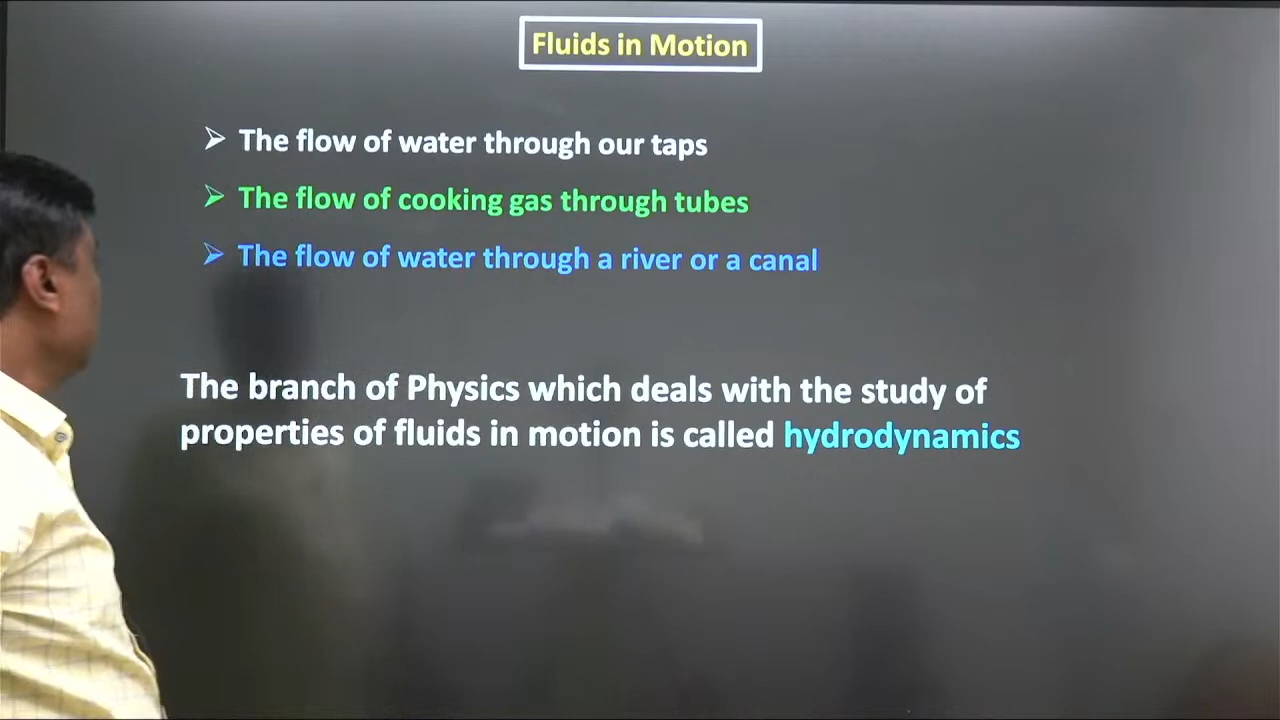 Fluids in Motion
The flow of water through our taps
The flow of cooking gas through tubes
The flow of water through a river or a canal
The branch of Physics which deals with the study of
properties of fluids in motion is called hydrodynamics